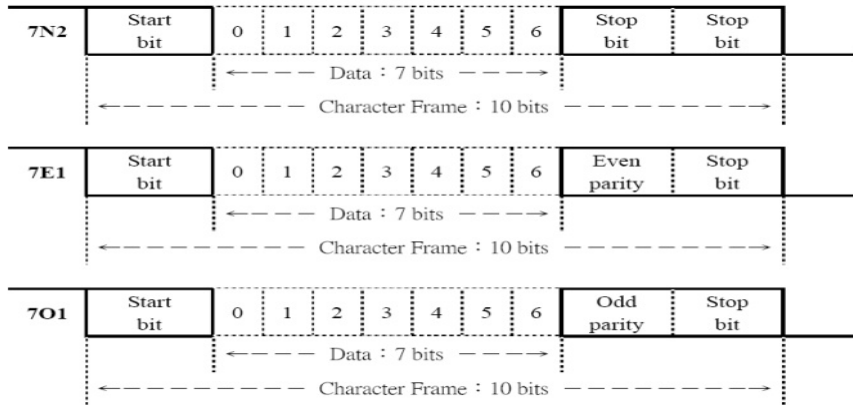 7N2 Start bit 0 1 2 3 4 5 6 Stop bit Stop bit
Data : 7 bits
Character Frame : 10 bits
7E1 Start bit 0 1 2 3 4 5 6 Even parity Stop bit
Data : 7 bits
Character Frame : 10 bits
7O1 Start bit 0 1 2 3 4 5 6 Odd parity Stop bit
Data : 7 bits
Character Frame : 10 bits